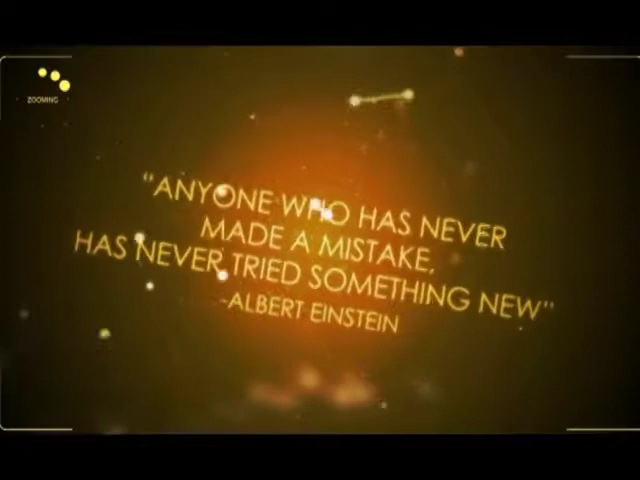 ZOOMING
"ANYONE WHO HAS NEVER
MADE A MISTAKE,
HAS NEVER TRIED SOMETHING NEW"
-ALBERT EINSTEIN